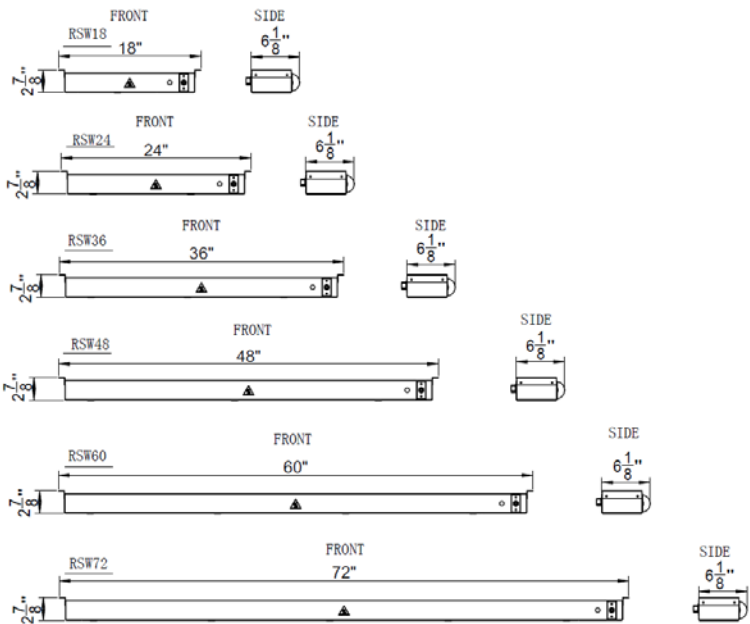 FRONT SIDE
RSW18
18" 6 1/8"
2 7/8"
FRONT SIDE
RSW24
24" 6 1/8"
2 7/8"
FRONT SIDE
RSW36
36" 6 1/8"
2 7/8"
FRONT SIDE
RSW48
48" 6 1/8"
2 7/8"
FRONT SIDE
RSW60
60" 6 1/8"
2 7/8"
FRONT SIDE
RSW72
72" 6 1/8"
2 7/8"